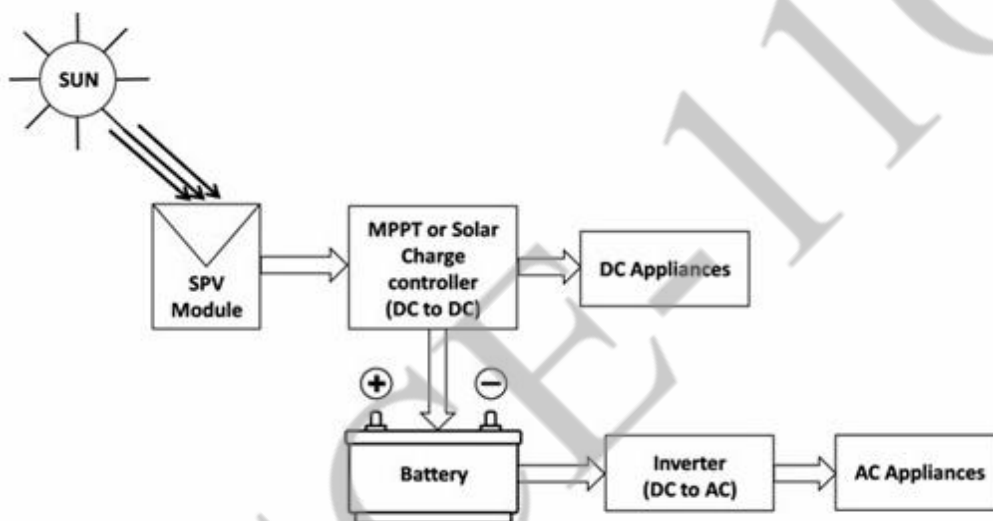 SUN
SPV
Module
MPPT or Solar
Charge
controller
(DC to DC)
DC Appliances
+
−
Battery
Inverter
(DC to AC)
AC Appliances